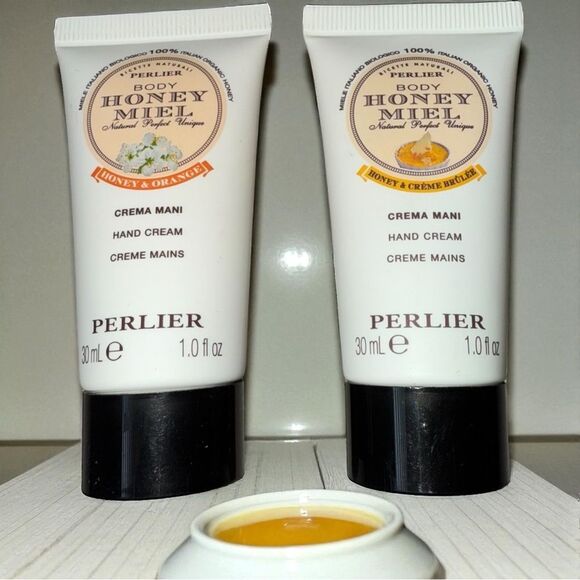 MIELE ITALIANO BIOLOGICO 100% ITALIAN ORGANIC HONEY
RICETTE NATURALI
PERLIER
BODY
HONEY
MIEL
Natural Perfect Unique
HONEY & ORANGE
CREMA MANI
HAND CREAM
CREME MAINS
PERLIER
30 mL e 1.0 fl oz
MIELE ITALIANO BIOLOGICO 100% ITALIAN ORGANIC HONEY
RICETTE NATURALI
PERLIER
BODY
HONEY
MIEL
Natural Perfect Unique
HONEY & CRÈME BRÛLÉE
CREMA MANI
HAND CREAM
CREME MAINS
PERLIER
30 mL e 1.0 fl oz